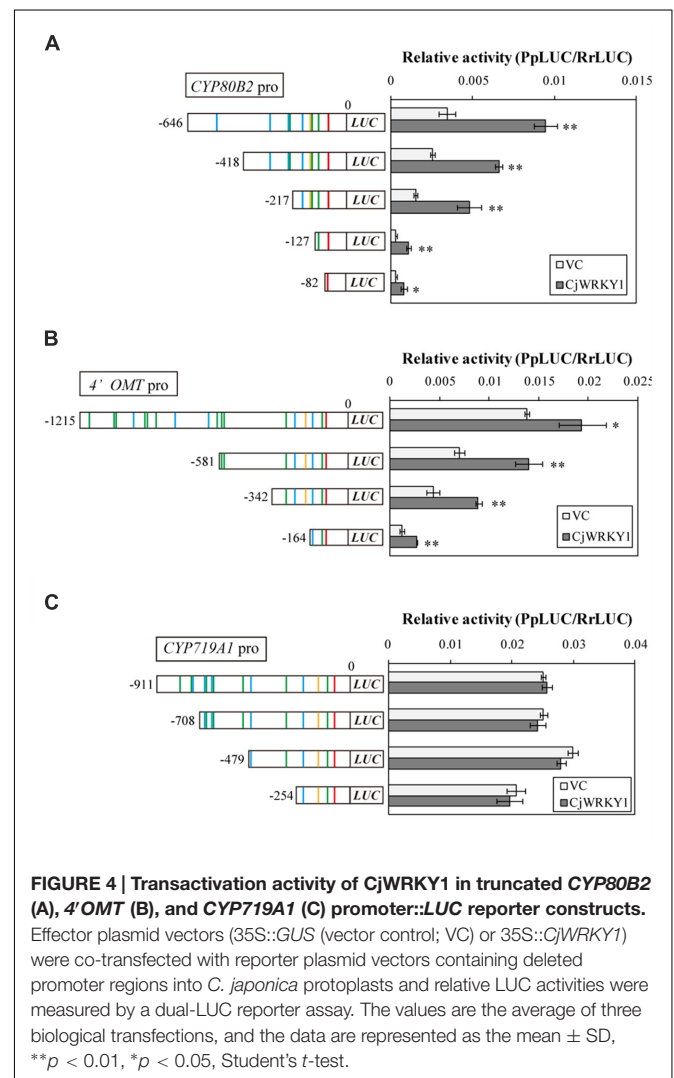 A
Relative activity (PpLUC/RrLUC)
0 0.005 0.01 0.015
CYP80B2 pro
0
-646 LUC **
-418 LUC **
-217 LUC **
-127 LUC **
-82 LUC *
VC
CjWRKY1
B
Relative activity (PpLUC/RrLUC)
0 0.005 0.01 0.015 0.02 0.025
4' OMT pro
0
-1215 LUC *
-581 LUC **
-342 LUC **
-164 LUC **
VC
CjWRKY1
C
Relative activity (PpLUC/RrLUC)
0 0.01 0.02 0.03 0.04
CYP719A1 pro
0
-911 LUC
-708 LUC
-479 LUC
-254 LUC
VC
CjWRKY1
FIGURE 4 | Transactivation activity of CjWRKY1 in truncated CYP80B2
(A), 4′OMT (B), and CYP719A1 (C) promoter::LUC reporter constructs.
Effector plasmid vectors (35S::GUS (vector control; VC) or 35S::CjWRKY1)
were co-transfected with reporter plasmid vectors containing deleted
promoter regions into C. japonica protoplasts and relative LUC activities were
measured by a dual-LUC reporter assay. The values are the average of three
biological transfections, and the data are represented as the mean ± SD,
**p < 0.01, *p < 0.05, Student's t-test.